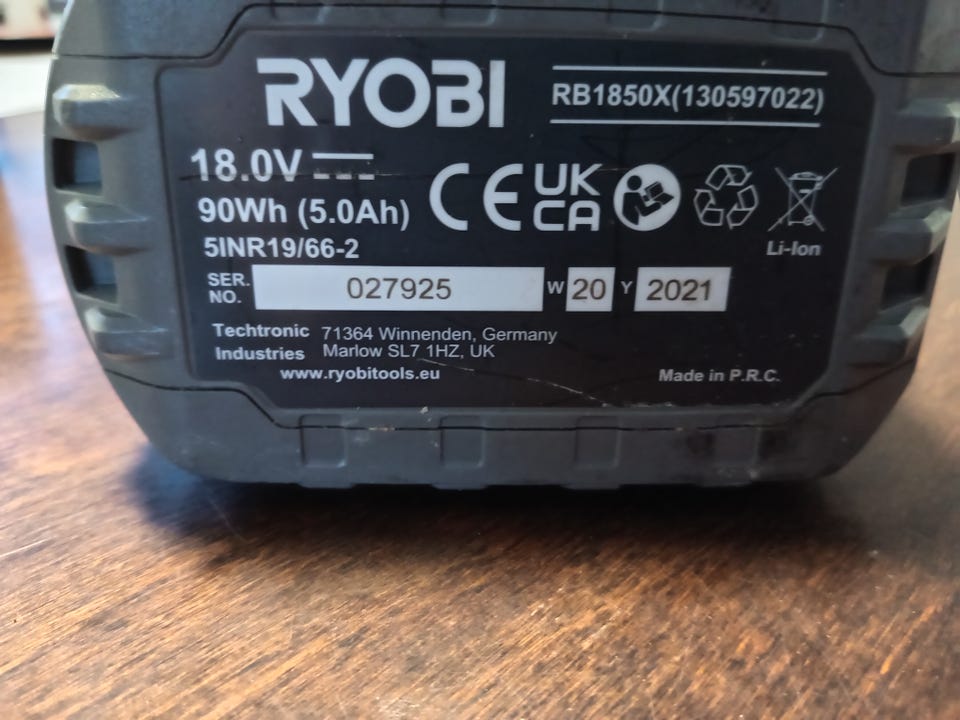 RYOBI
RB1850X(130597022)
18.0V
90Wh (5.0Ah)
5INR19/66-2
CE UK CA
Li-Ion
SER. NO. 027925 W 20 Y 2021
Techtronic Industries
71364 Winnenden, Germany
Marlow SL7 1HZ, UK
www.ryobitools.eu
Made in P.R.C.